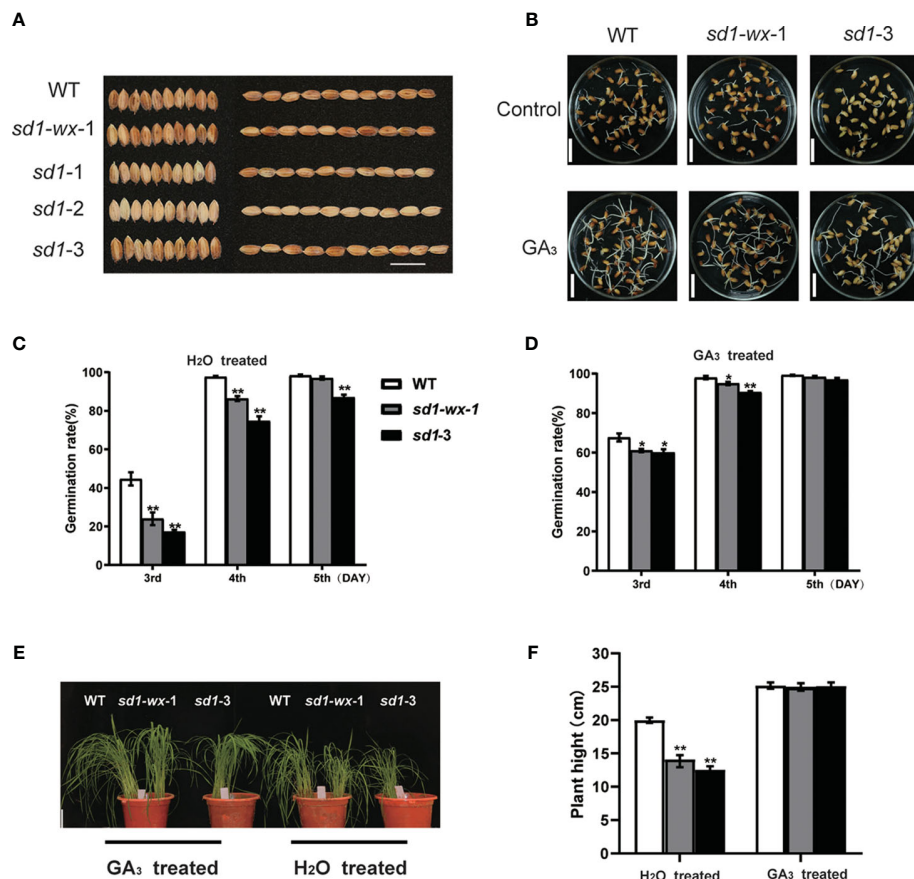 A
WT
sd1-wx-1
sd1-1
sd1-2
sd1-3
B
WT sd1-wx-1 sd1-3
Control
GA₃
C
H₂O treated
Germination rate(%)
100
80
60
40
20
0
3rd 4th 5th (DAY)
** ** ** ** **
WT
sd1-wx-1
sd1-3
D
GA₃ treated
Germination rate(%)
100
80
60
40
20
0
3rd 4th 5th (DAY)
* * * **
E
WT sd1-wx-1 sd1-3 WT sd1-wx-1 sd1-3
GA₃ treated H₂O treated
F
Plant hight (cm)
30
25
20
15
10
5
0
** **
H₂O treated GA₃ treated